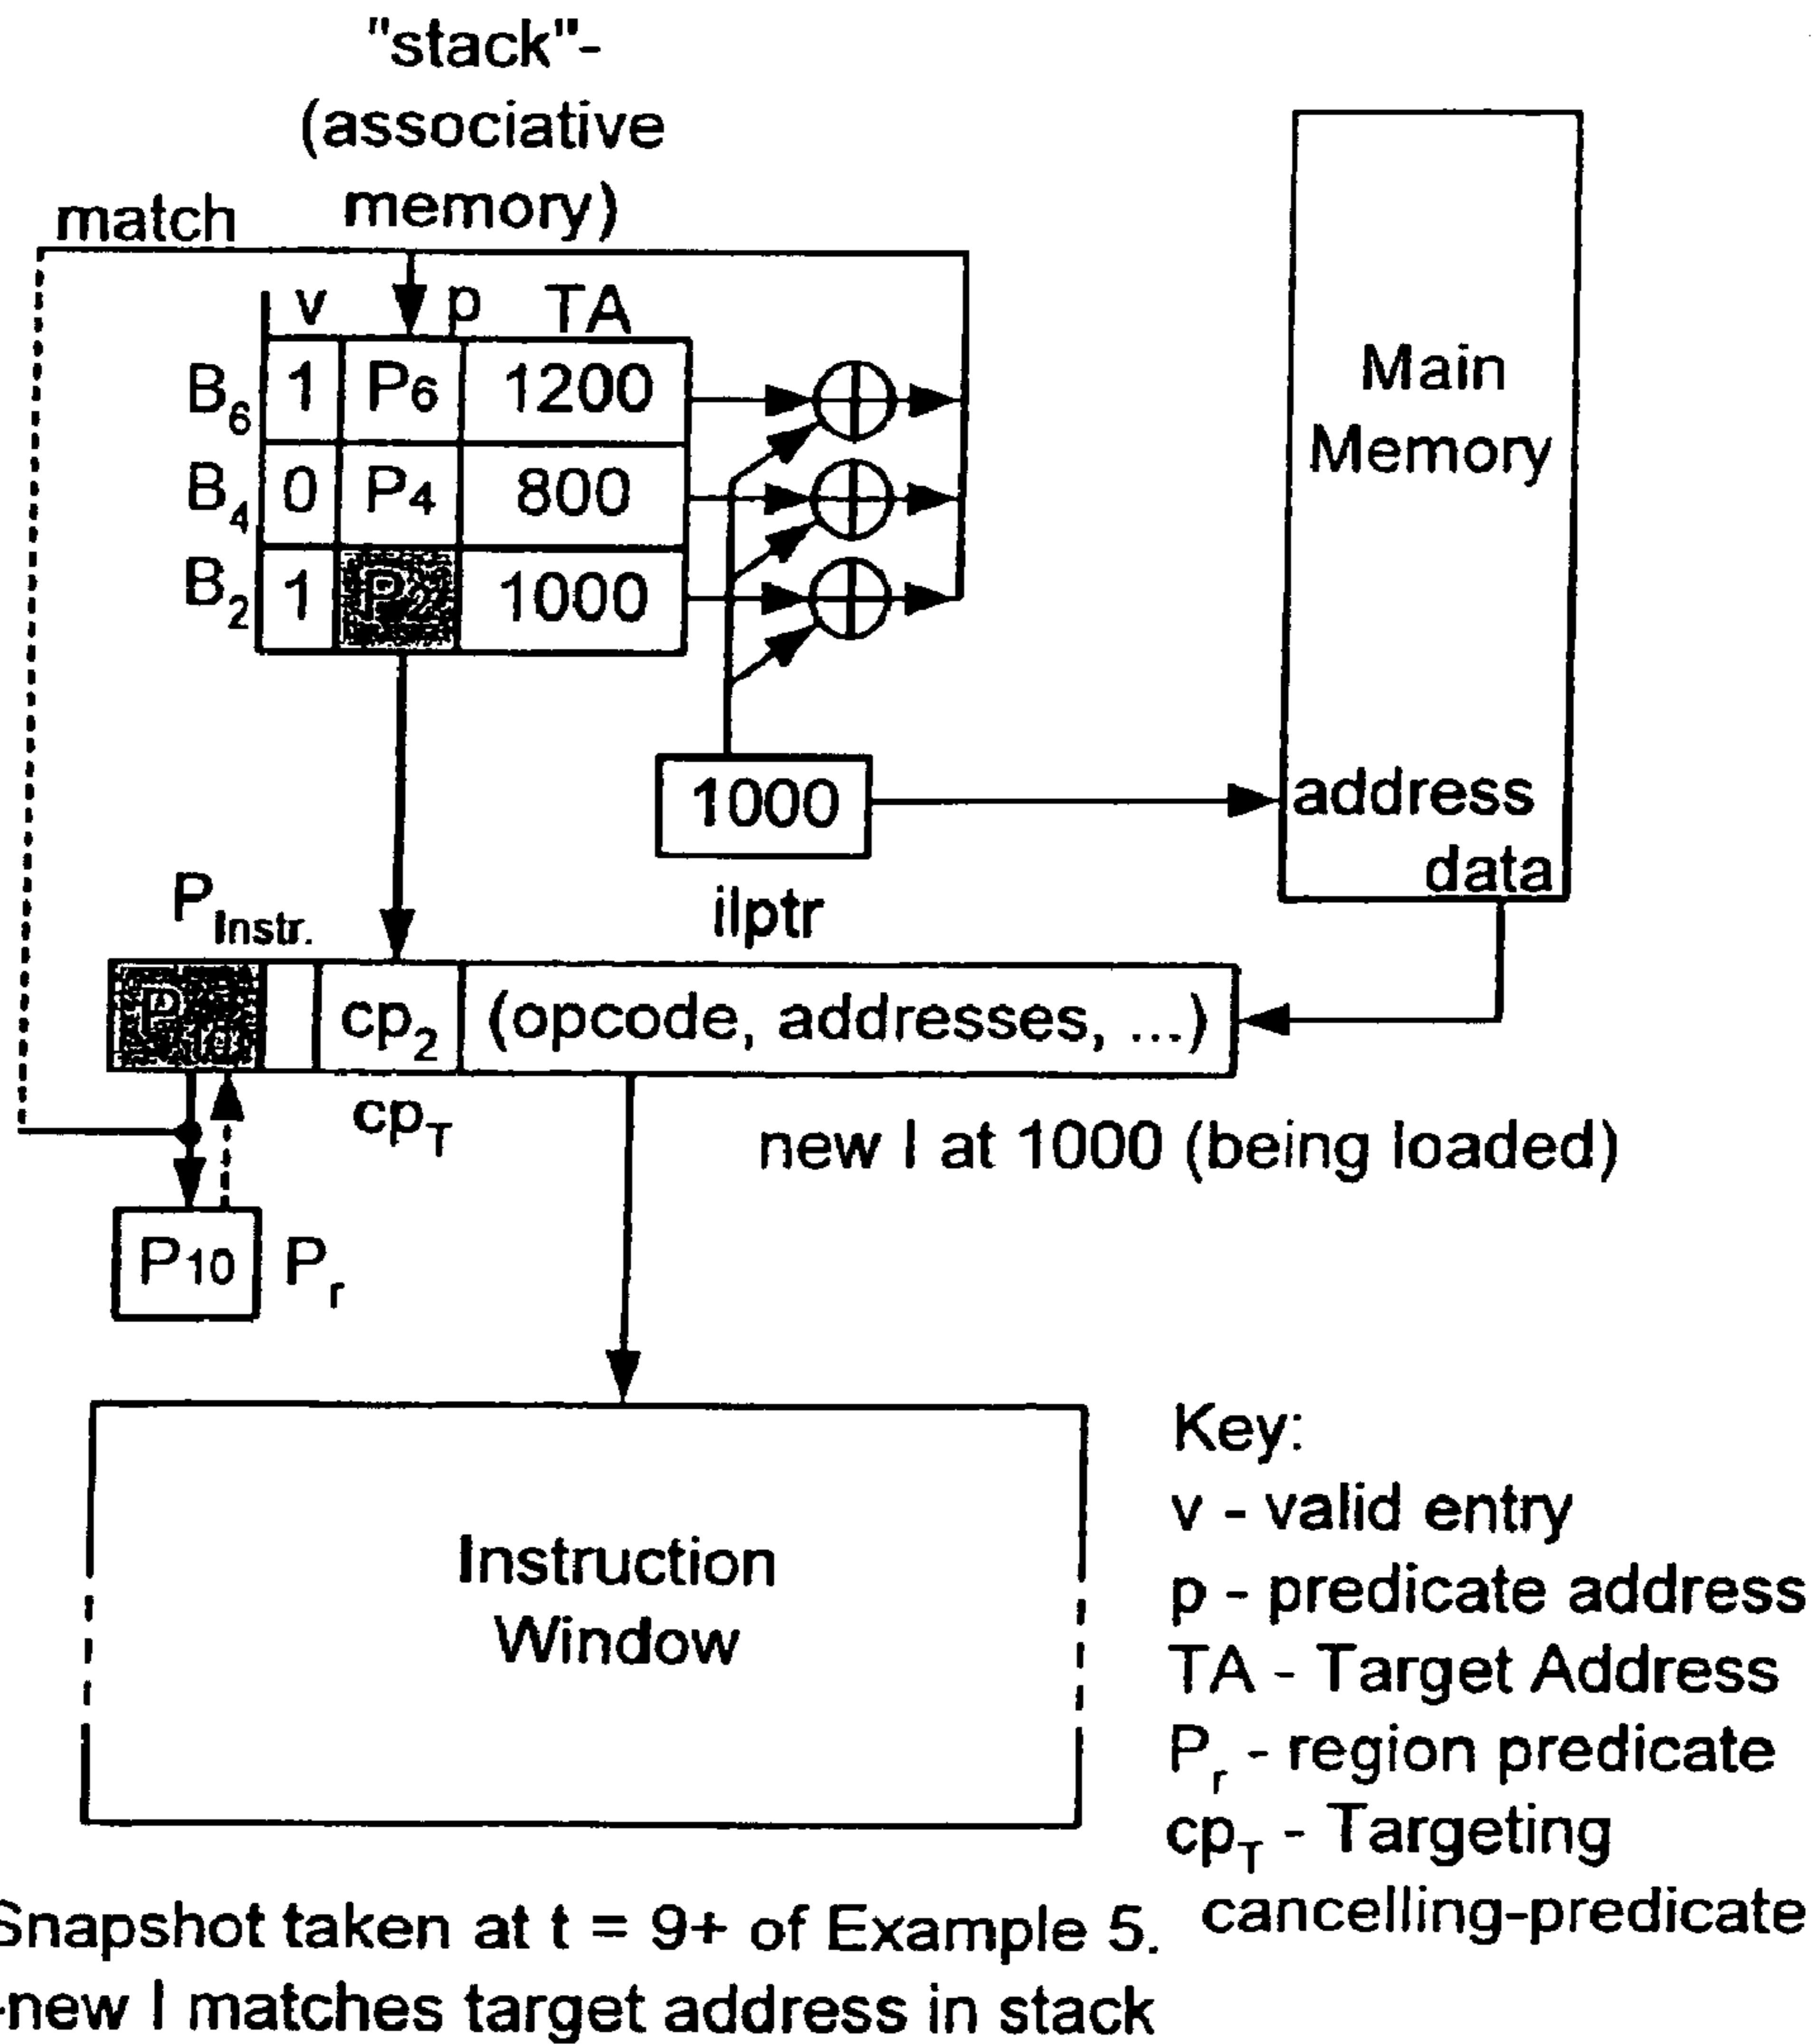 "stack"-
(associative
memory)
match
v p TA
B6 1 P6 1200
B4 0 P4 800
B2 1 P2 1000
Main
Memory
1000
address
data
ilptr
PInstr.
P10 cp2 (opcode, addresses, ...)
cpT
new I at 1000 (being loaded)
P10 Pr
Instruction
Window
Key:
v - valid entry
p - predicate address
TA - Target Address
Pr - region predicate
cpT - Targeting
cancelling-predicate
Snapshot taken at t = 9+ of Example 5.
-new I matches target address in stack